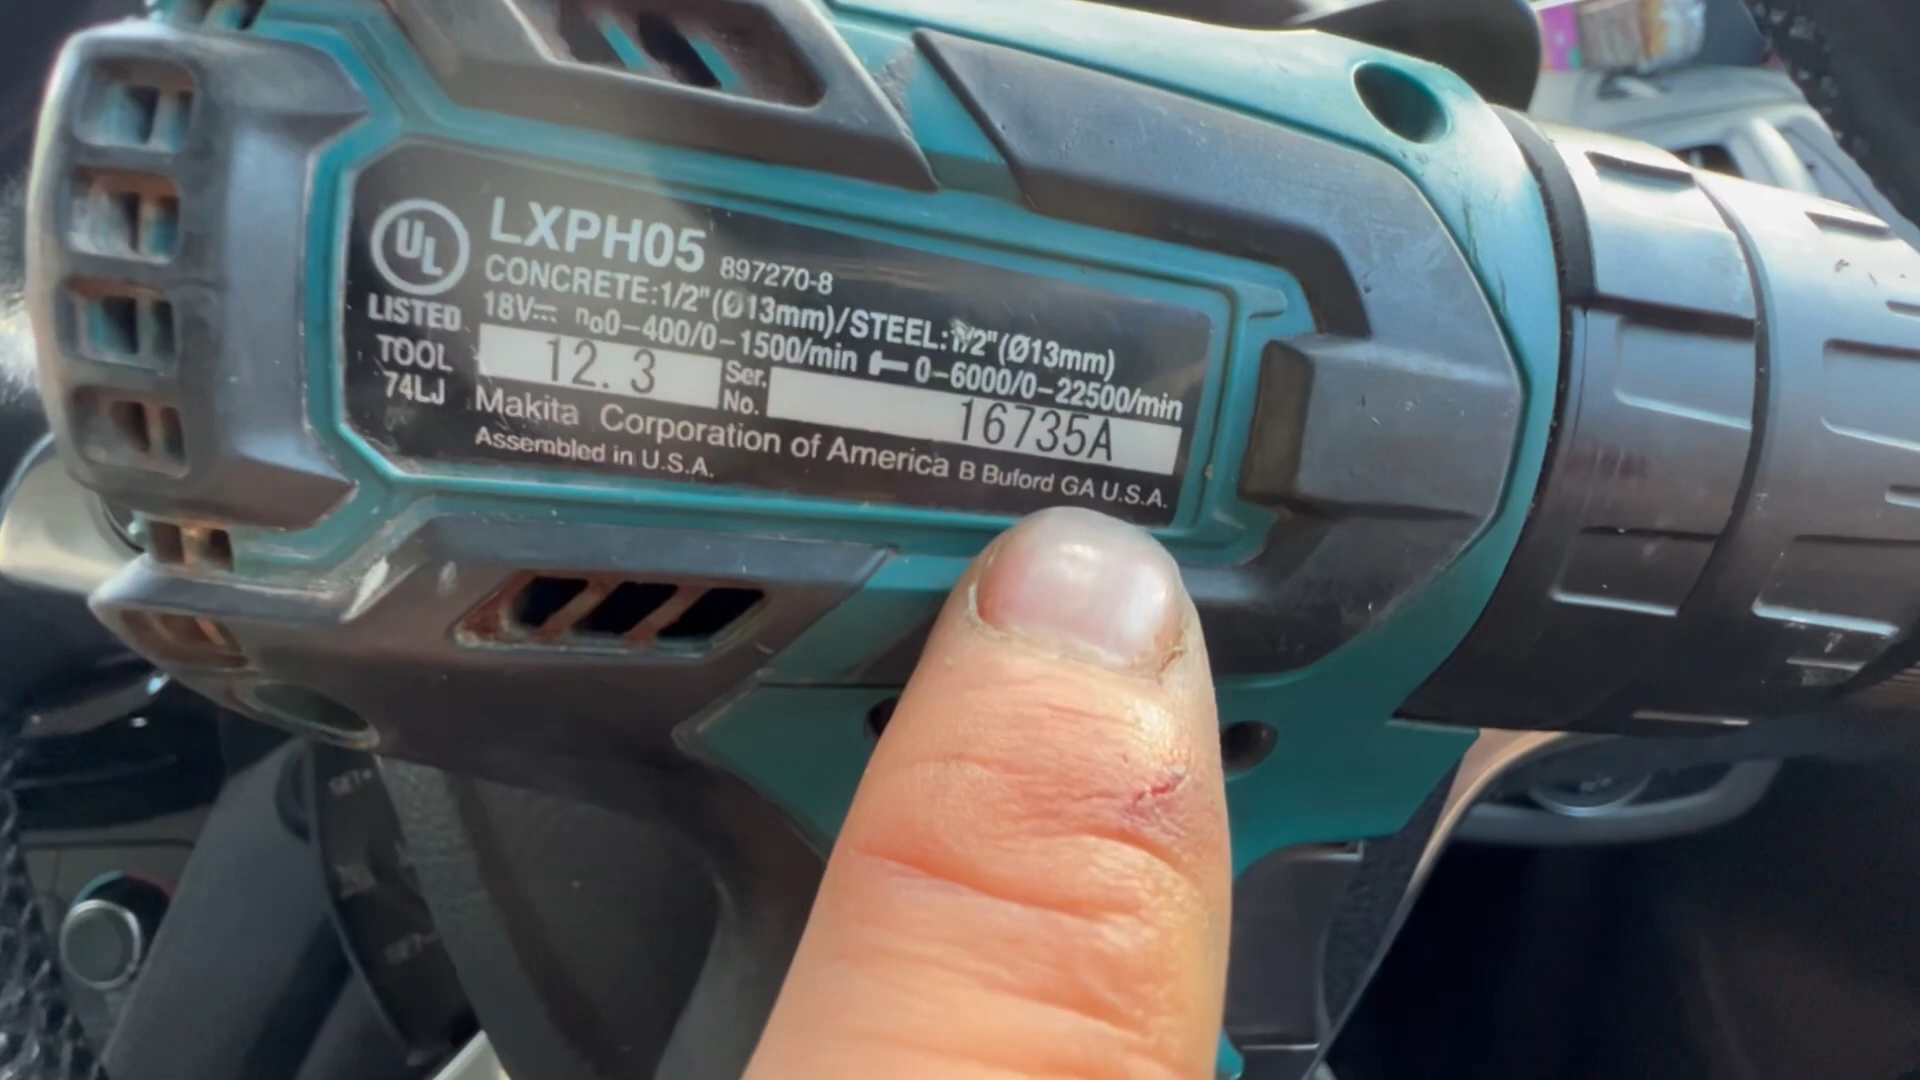 UL
LISTED
TOOL
74LJ
LXPH05 897270-8
CONCRETE:1/2"(Ø13mm)/STEEL:1/2"(Ø13mm)
18V⎓ n₀0-400/0-1500/min 0-6000/0-22500/min
12. 3 Ser. No. 16735A
Makita Corporation of America B Buford GA U.S.A.
Assembled in U.S.A.